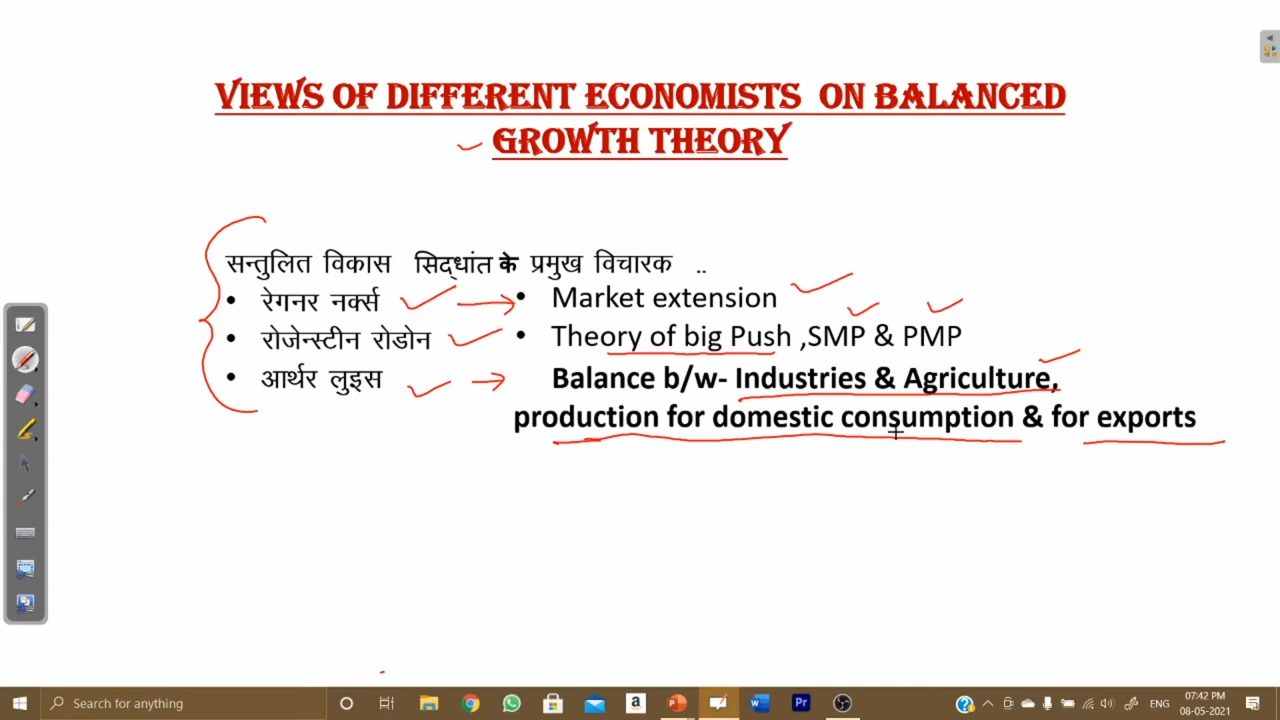 VIEWS OF DIFFERENT ECONOMISTS ON BALANCED
GROWTH THEORY
सन्तुलित विकास सिद्धांत के प्रमुख विचारक ..
• रेगनर नर्क्स
• Market extension
• रोजेन्स्टीन रोडोन
• Theory of big Push ,SMP & PMP
• आर्थर लुइस
Balance b/w- Industries & Agriculture,
production for domestic consumption & for exports
Search for anything
ENG
07:42 PM
08-05-2021